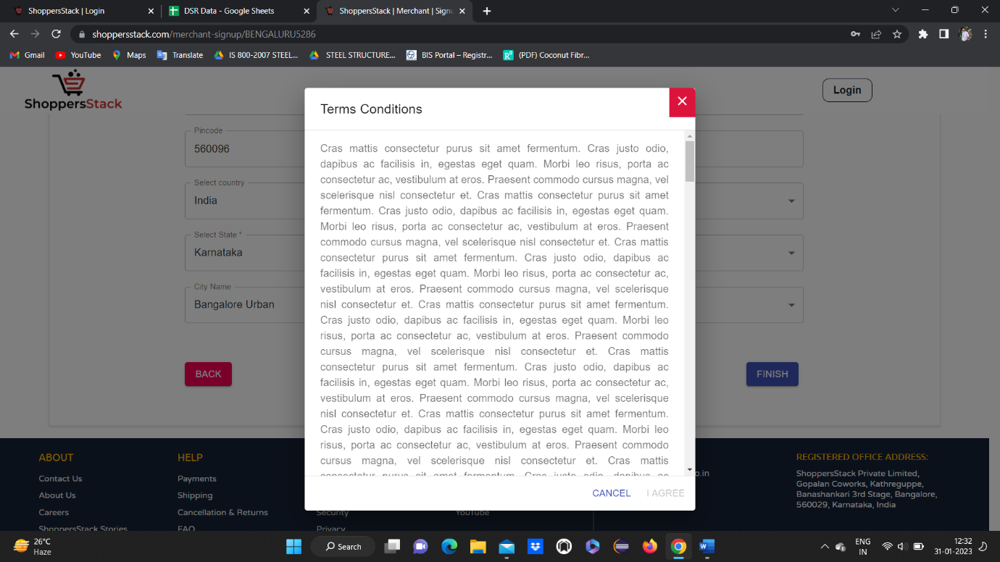 ShoppersStack | Login
DSR Data - Google Sheets
ShoppersStack | Merchant | Signu
shoppersstack.com/merchant-signup/BENGALURU5286
Gmail
YouTube
Maps
Translate
IS 800-2007 STEEL...
STEEL STRUCTURE...
BIS Portal – Registr...
(PDF) Coconut Fibr...
ShoppersStack
Login
Terms Conditions
Cras mattis consectetur purus sit amet fermentum. Cras justo odio,
dapibus ac facilisis in, egestas eget quam. Morbi leo risus, porta ac
consectetur ac, vestibulum at eros. Praesent commodo cursus magna, vel
scelerisque nisl consectetur et. Cras mattis consectetur purus sit amet
fermentum. Cras justo odio, dapibus ac facilisis in, egestas eget quam.
Morbi leo risus, porta ac consectetur ac, vestibulum at eros. Praesent
commodo cursus magna, vel scelerisque nisl consectetur et. Cras mattis
consectetur purus sit amet fermentum. Cras justo odio, dapibus ac
facilisis in, egestas eget quam. Morbi leo risus, porta ac consectetur ac,
vestibulum at eros. Praesent commodo cursus magna, vel scelerisque
nisl consectetur et. Cras mattis consectetur purus sit amet fermentum.
Cras justo odio, dapibus ac facilisis in, egestas eget quam. Morbi leo
risus, porta ac consectetur ac, vestibulum at eros. Praesent commodo
cursus magna, vel scelerisque nisl consectetur et. Cras mattis
consectetur purus sit amet fermentum. Cras justo odio, dapibus ac
facilisis in, egestas eget quam. Morbi leo risus, porta ac consectetur ac,
vestibulum at eros. Praesent commodo cursus magna, vel scelerisque
nisl consectetur et. Cras mattis consectetur purus sit amet fermentum.
Cras justo odio, dapibus ac facilisis in, egestas eget quam. Morbi leo
risus, porta ac consectetur ac, vestibulum at eros. Praesent commodo
cursus magna, vel scelerisque nisl consectetur et. Cras mattis
consectetur purus sit amet fermentum. Cras justo odio, dapibus ac
CANCEL
I AGREE
Pincode
560096
Select country
India
Select State *
Karnataka
City Name
Bangalore Urban
BACK
FINISH
ABOUT
Contact Us
About Us
Careers
ShoppersStack Stories
HELP
Payments
Shipping
Cancellation & Returns
FAQ
Security
Privacy
YouTube
o.in
REGISTERED OFFICE ADDRESS:
ShoppersStack Private Limited,
Gopalan Coworks, Kathreguppe,
Banashankari 3rd Stage, Bangalore,
560029, Karnataka, India
26°C
Haze
Search
ENG
IN
12:32
31-01-2023